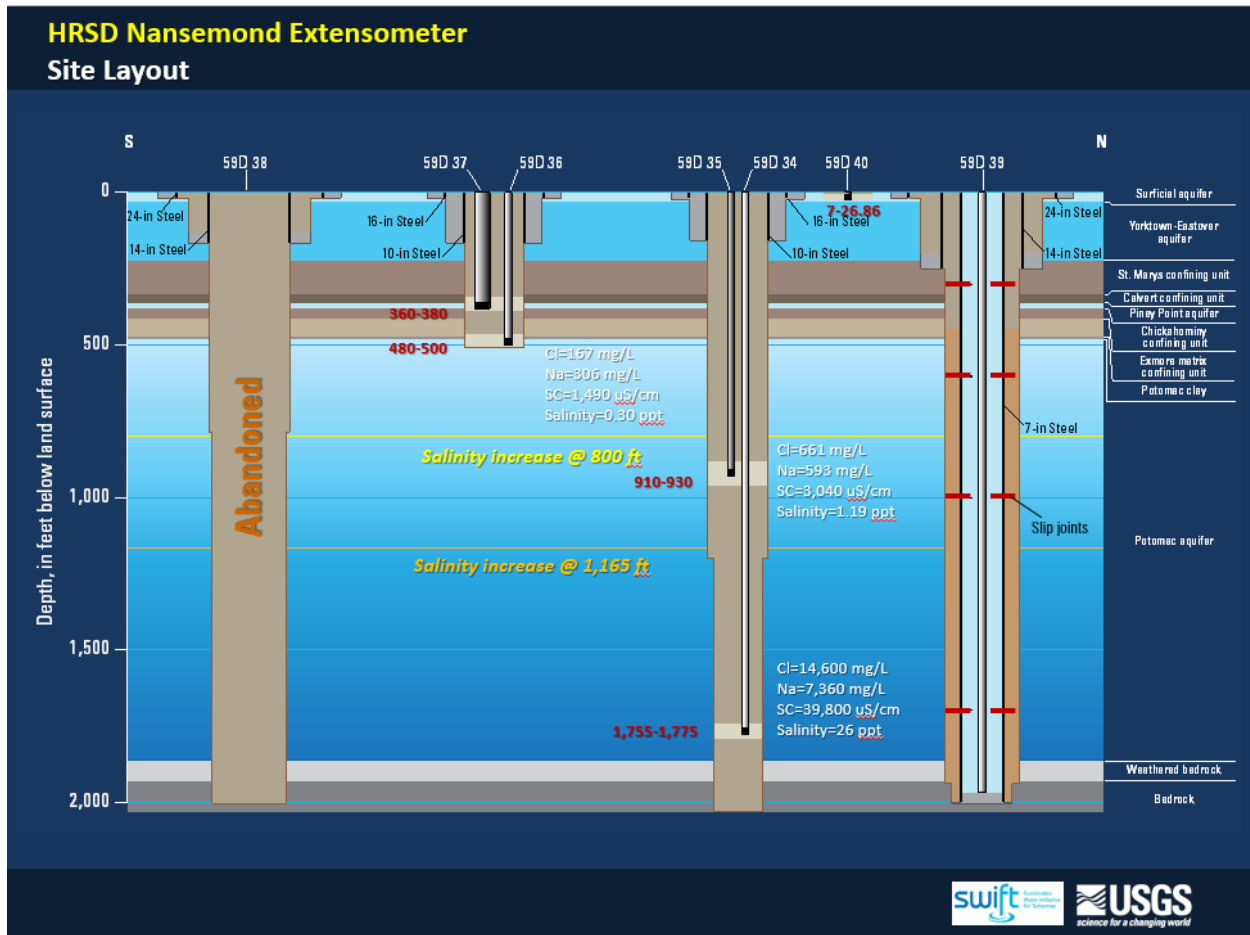 HRSD Nansemond Extensometer
Site Layout
S
N
59D 38
59D 37
59D 36
59D 35
59D 34
59D 40
59D 39
Depth, in feet below land surface
0
500
1,000
1,500
2,000
24-in Steel
14-in Steel
16-in Steel
10-in Steel
16-in Steel
10-in Steel
24-in Steel
14-in Steel
7-in Steel
7-26.86
360-380
480-500
Cl=167 mg/L
Na=306 mg/L
SC=1,490 uS/cm
Salinity=0.30 ppt
Abandoned
Salinity increase @ 800 ft
910-930
Cl=661 mg/L
Na=593 mg/L
SC=3,040 uS/cm
Salinity=1.19 ppt
Slip joints
Salinity increase @ 1,165 ft
Cl=14,600 mg/L
Na=7,360 mg/L
SC=39,800 uS/cm
Salinity=26 ppt
1,755-1,775
Surficial aquifer
Yorktown-Eastover
aquifer
St. Marys confining unit
Calvert confining unit
Piney Point aquifer
Chickahominy
confining unit
Exmore matrix
confining unit
Potomac clay
Potomac aquifer
Weathered bedrock
Bedrock
swift
Sustainable
Water Initiative
for Tomorrow
USGS
science for a changing world